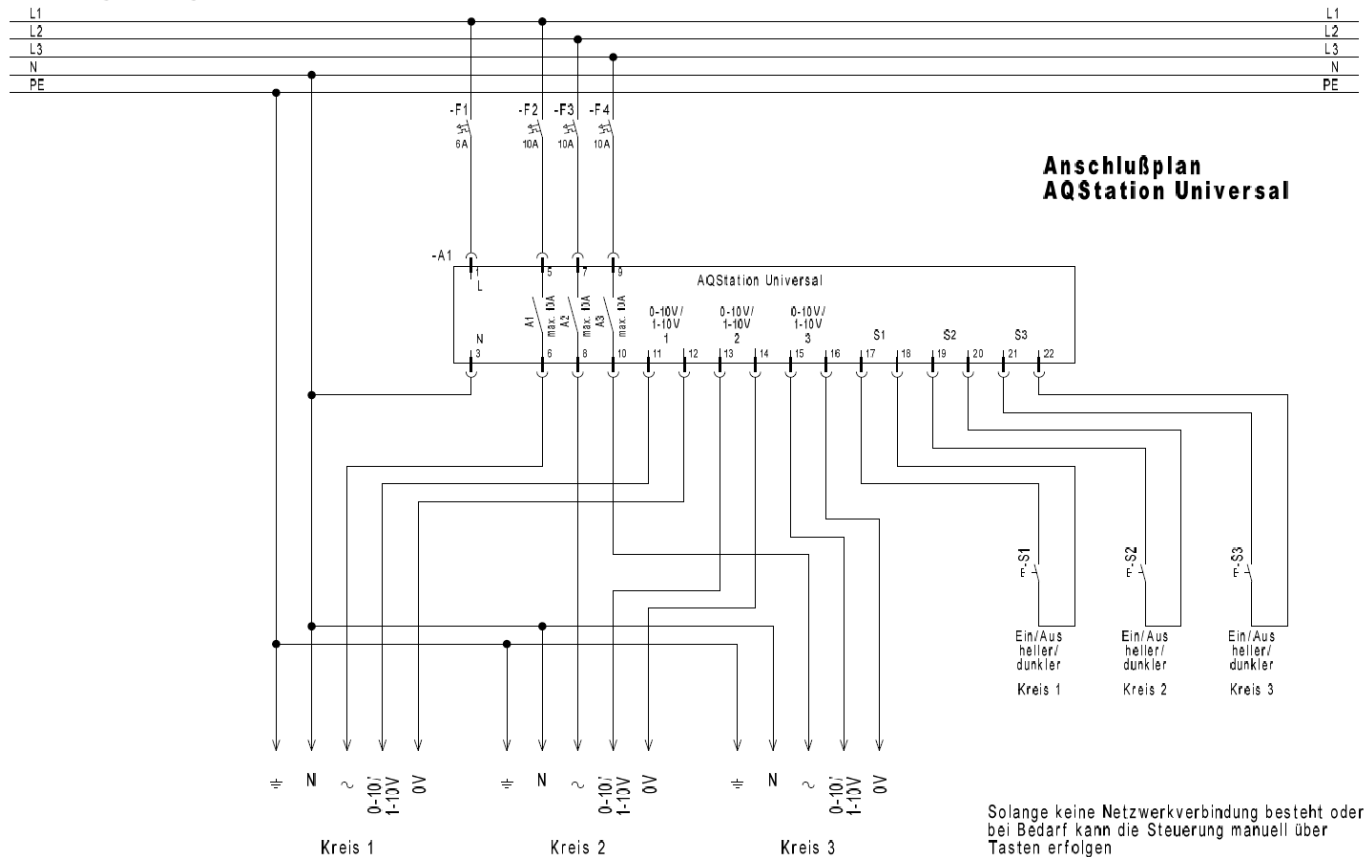 L1 L1
L2 L2
L3 L3
N N
PE PE
-F1 -F2 -F3 -F4
6A 10A 10A 10A
Anschlußplan
AQStation Universal
-A1
1 5 7 9
L
AQStation Universal
A1 max. 10A A2 max. 10A A3 max. 10A
0-10V/ 0-10V/ 0-10V/
1-10V 1-10V 1-10V
1 2 3
N S1 S2 S3
3 6 8 10 11 12 13 14 15 16 17 18 19 20 21 22
-S1 -S2 -S3
E E E
Ein/Aus Ein/Aus Ein/Aus
heller/ heller/ heller/
dunkler dunkler dunkler
Kreis 1 Kreis 2 Kreis 3
N ~ 0-10V/ 1-10V 0V N ~ 0-10V/ 1-10V 0V N ~ 0-10V/ 1-10V 0V
Kreis 1 Kreis 2 Kreis 3
Solange keine Netzwerkverbindung besteht oder
bei Bedarf kann die Steuerung manuell über
Tasten erfolgen